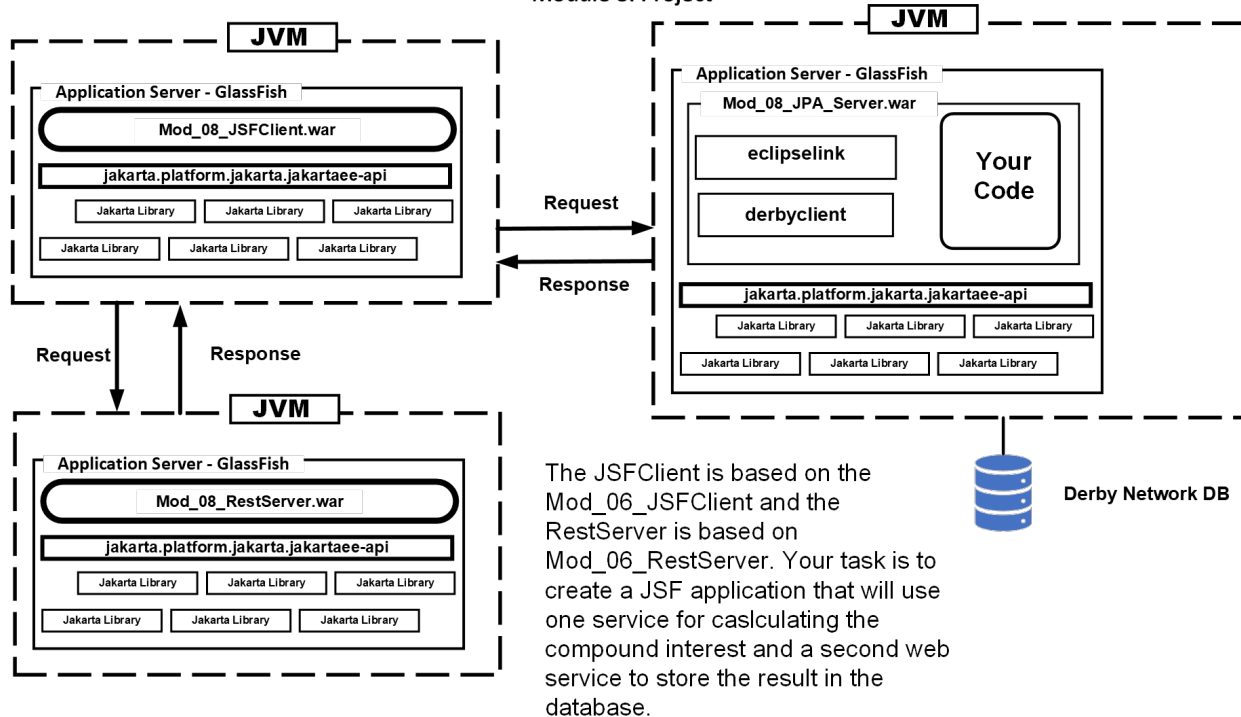 Module 8: Project
JVM
Application Server - GlassFish
Mod_08_JSFClient.war
jakarta.platform.jakarta.jakartaee-api
Jakarta Library
Jakarta Library
Jakarta Library
Jakarta Library
Jakarta Library
Jakarta Library
Request
Response
JVM
Application Server - GlassFish
Mod_08_JPA_Server.war
eclipselink
derbyclient
Your
Code
jakarta.platform.jakarta.jakartaee-api
Jakarta Library
Jakarta Library
Jakarta Library
Jakarta Library
Jakarta Library
Jakarta Library
Derby Network DB
Request
Response
JVM
Application Server - GlassFish
Mod_08_RestServer.war
jakarta.platform.jakarta.jakartaee-api
Jakarta Library
Jakarta Library
Jakarta Library
Jakarta Library
Jakarta Library
Jakarta Library
The JSFClient is based on the
Mod_06_JSFClient and the
RestServer is based on
Mod_06_RestServer. Your task is to
create a JSF application that will use
one service for caslculating the
compound interest and a second web
service to store the result in the
database.